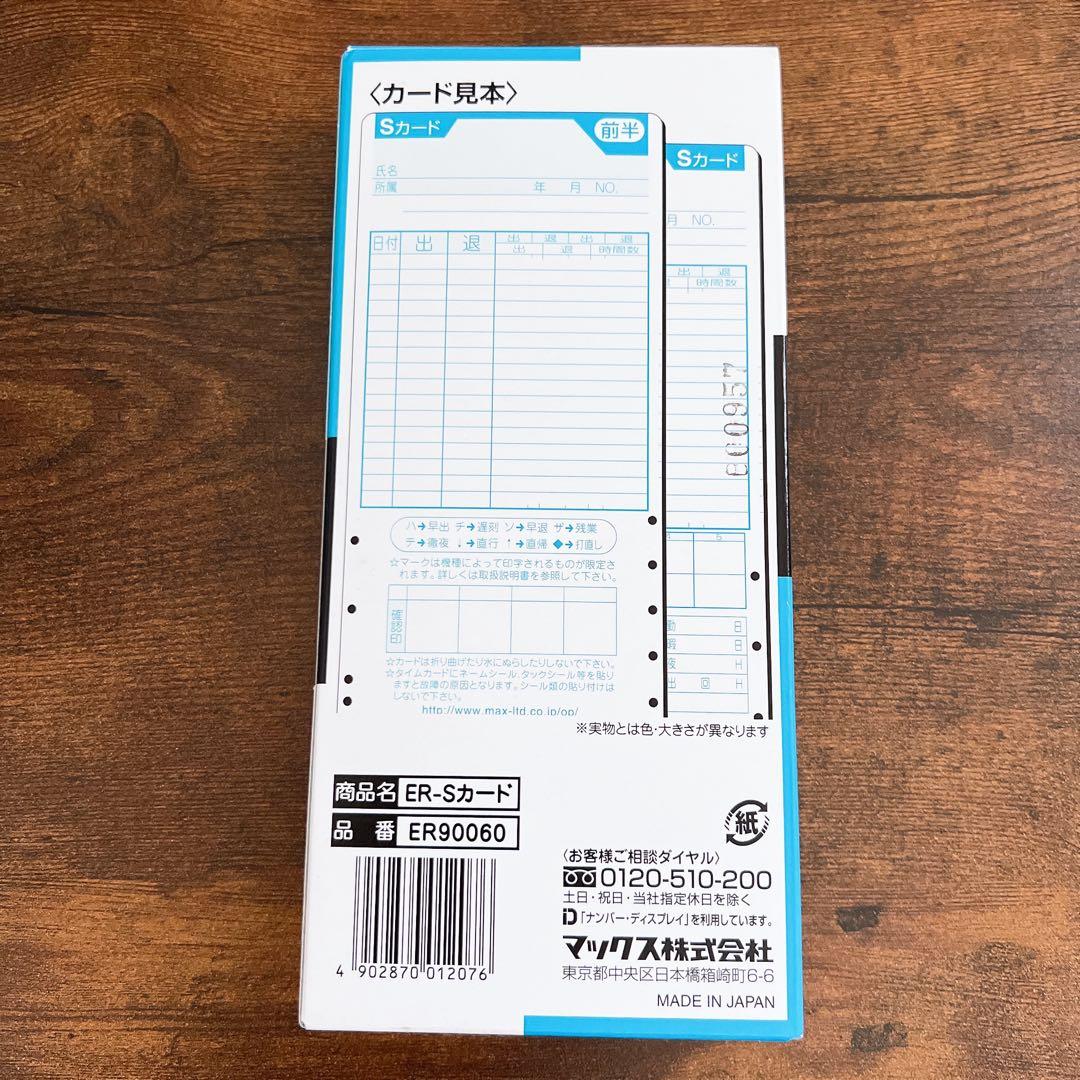 〈カード見本〉
Sカード
前半
氏名
所属 年 月 NO.
日付 出 退 出 退 出 退
出 退 時間数
ハ→早出 チ→遅刻 ソ→早退 ザ→残業
テ→徹夜 ↓→直行 ↑→直帰 ◆→打直し
☆マークは機種によって印字されるものが限定さ
れます。詳しくは取扱説明書を参照して下さい。
確認印
☆カードは折り曲げたり水にぬらしたりしないで下さい。
☆タイムカードにネームシール、タックシール等を貼り
ますと故障の原因となります。シール類の貼り付けは
しないで下さい。
http://www.max-ltd.co.jp/op/
Sカード
月 NO.
出 退
退 時間数
000957
5
勤 日
暇 日
夜 H
出 回 H
※実物とは色・大きさが異なります
商品名 ER-Sカード
品番 ER90060
4 902870 012076
紙
〈お客様ご相談ダイヤル〉
0120-510-200
土日・祝日・当社指定休日を除く
「ナンバー・ディスプレイ」を利用しています。
マックス株式会社
東京都中央区日本橋箱崎町6-6
MADE IN JAPAN